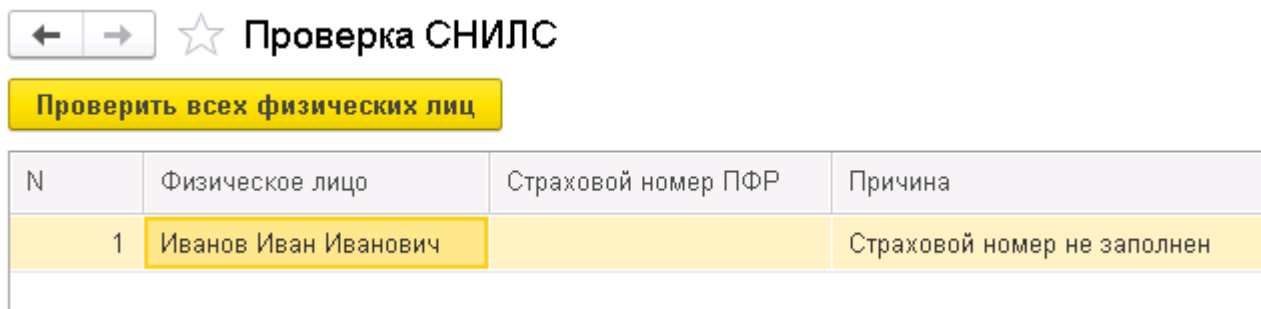 Проверка СНИЛС
Проверить всех физических лиц
N Физическое лицо Страховой номер ПФР Причина
1 Иванов Иван Иванович Страховой номер не заполнен